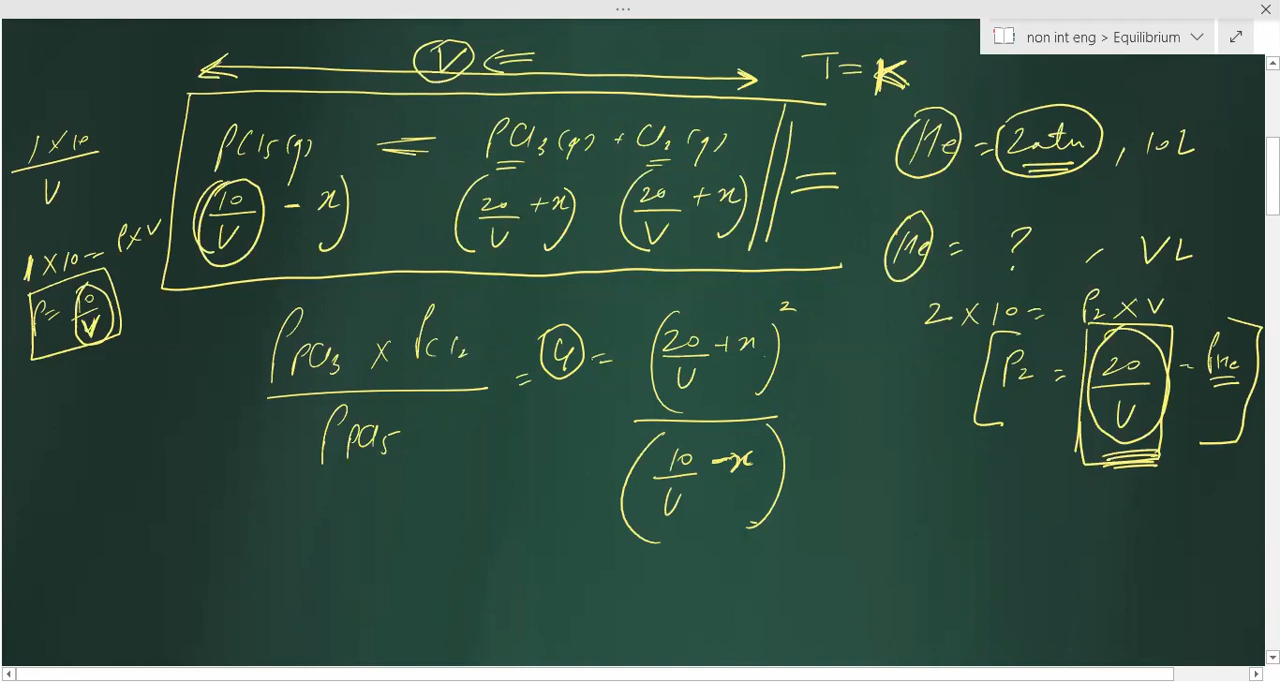 non int eng > Equilibrium
V <=
T = K
PCl5(g) ⇌ PCl3(g) + Cl2(g)
(10/V - x) (20/V + x) (20/V + x) =
1 x 10 / V
1 x 10 = P x V
P = 10/V
He = 2atm , 10L
He = ? , VL
2 x 10 = P2 x V
[P2 = 20/V - PHe]
PPCl3 x PCl2 / PPCl5 = 4 = (20/V + x)^2 / (10/V - x)